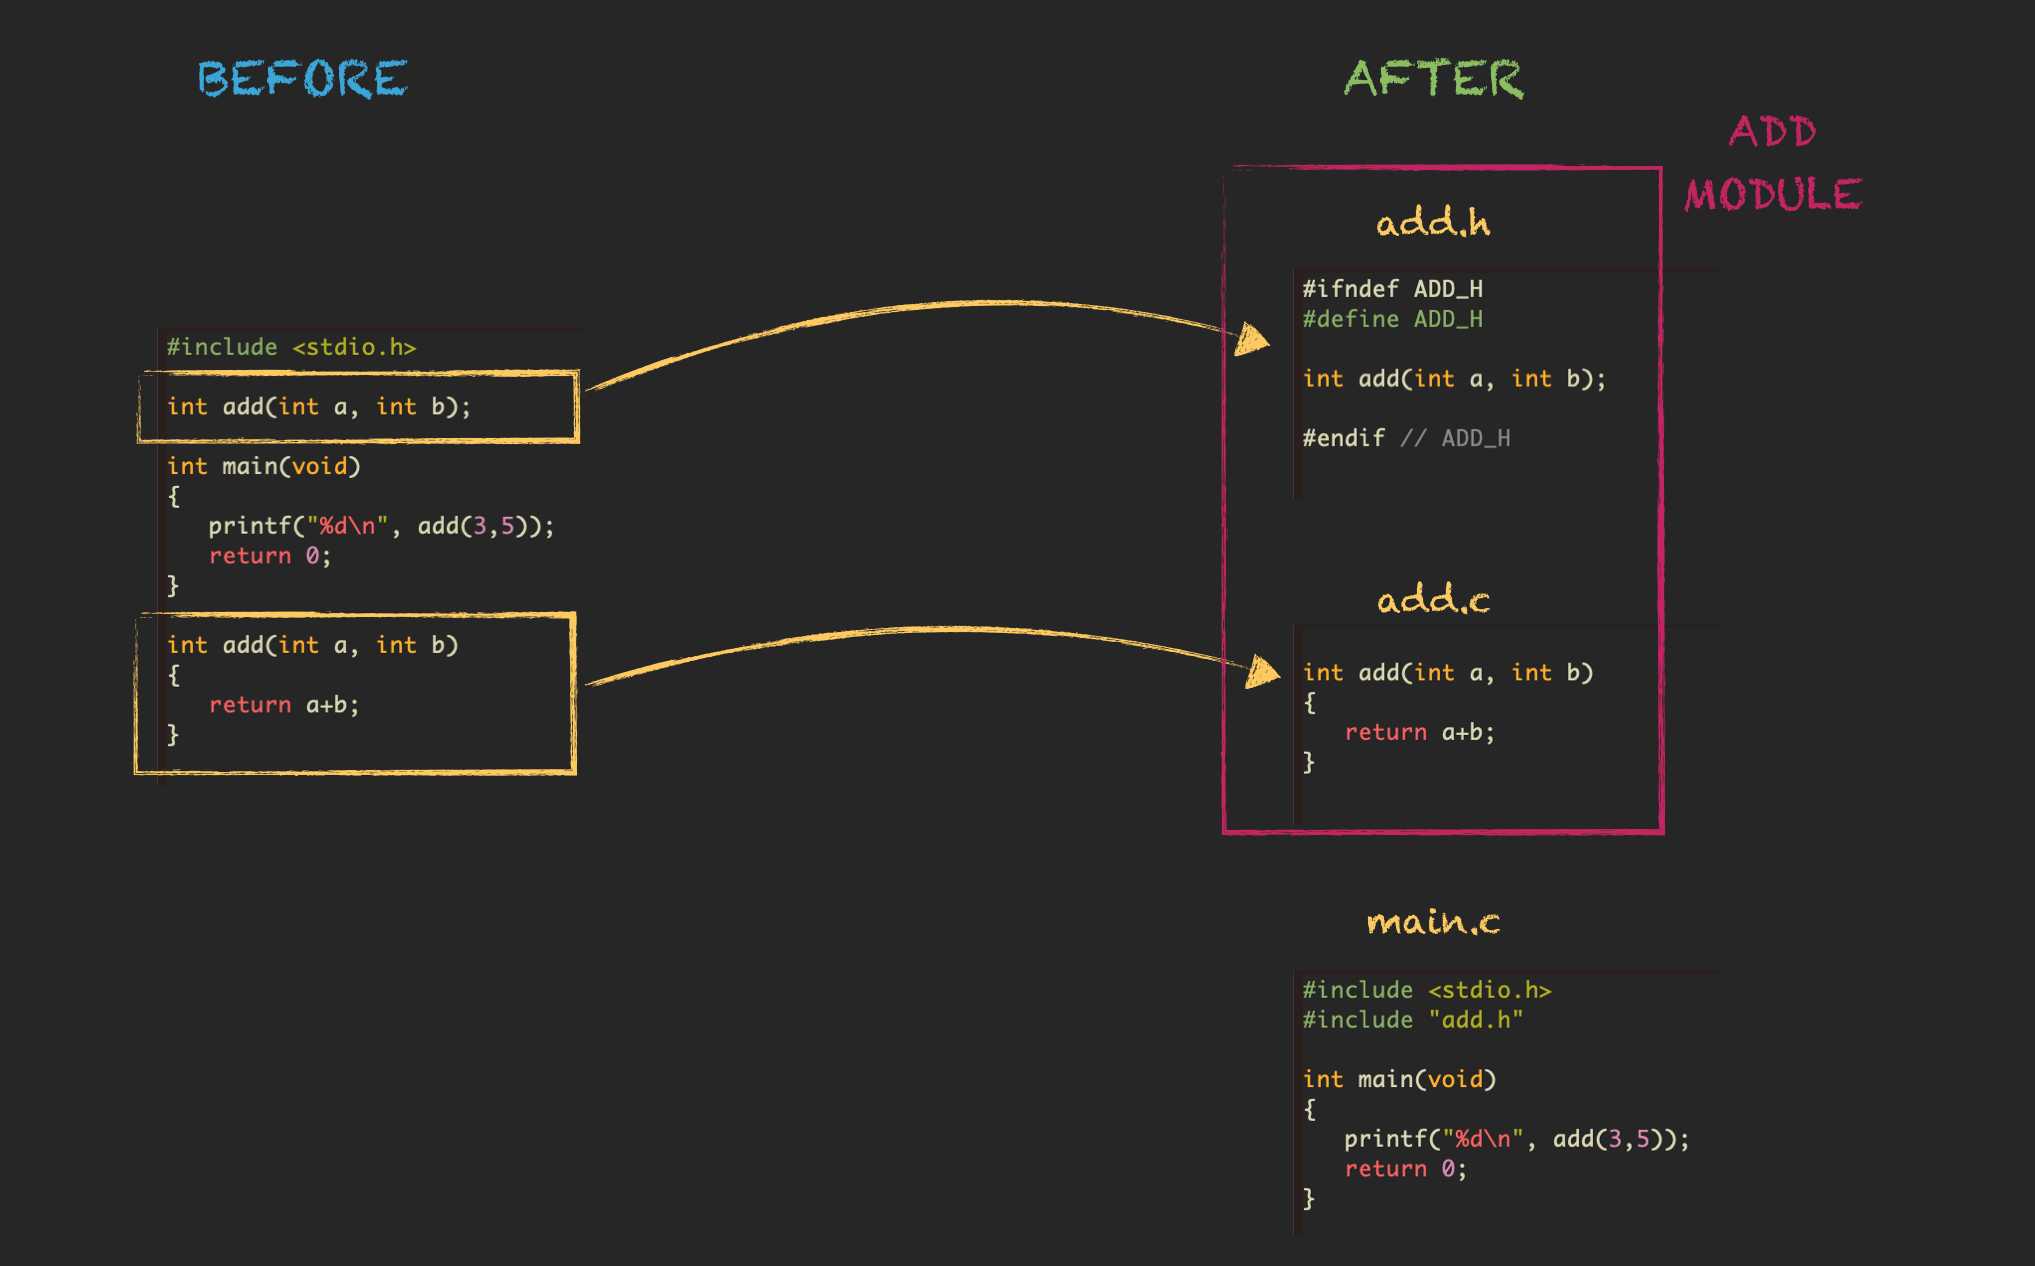 BEFORE
#include <stdio.h>
int add(int a, int b);
int main(void)
{
   printf("%d\n", add(3,5));
   return 0;
}
int add(int a, int b)
{
   return a+b;
}
AFTER
ADD
MODULE
add.h
#ifndef ADD_H
#define ADD_H
int add(int a, int b);
#endif // ADD_H
add.c
int add(int a, int b)
{
   return a+b;
}
main.c
#include <stdio.h>
#include "add.h"
int main(void)
{
   printf("%d\n", add(3,5));
   return 0;
}